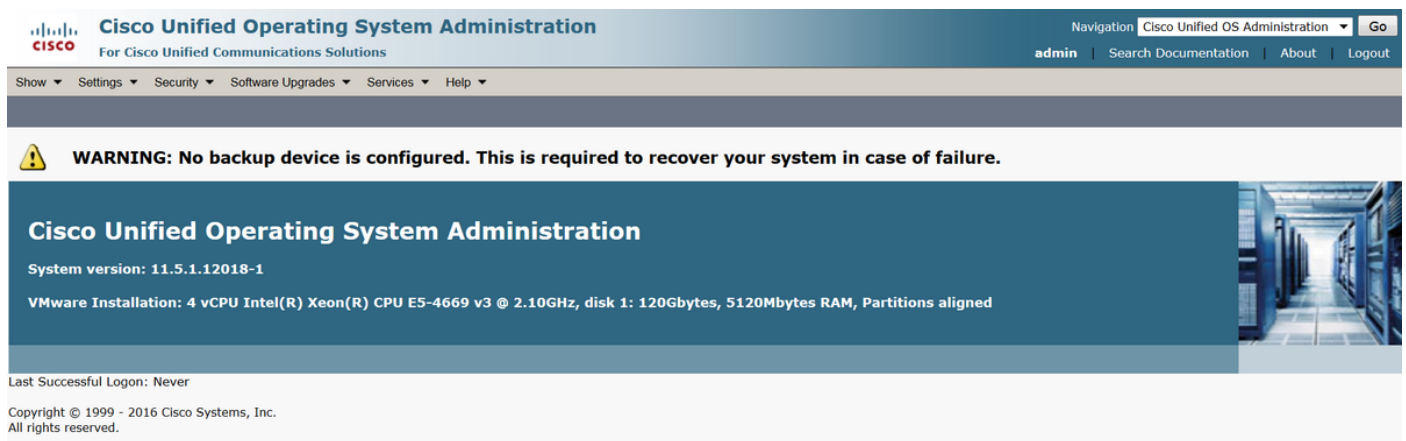 Cisco Unified Operating System Administration
Navigation Cisco Unified OS Administration Go
CISCO
For Cisco Unified Communications Solutions
admin | Search Documentation | About | Logout
Show Settings Security Software Upgrades Services Help
WARNING: No backup device is configured. This is required to recover your system in case of failure.
Cisco Unified Operating System Administration
System version: 11.5.1.12018-1
VMware Installation: 4 vCPU Intel(R) Xeon(R) CPU E5-4669 v3 @ 2.10GHz, disk 1: 120Gbytes, 5120Mbytes RAM, Partitions aligned
Last Successful Logon: Never
Copyright © 1999 - 2016 Cisco Systems, Inc.
All rights reserved.